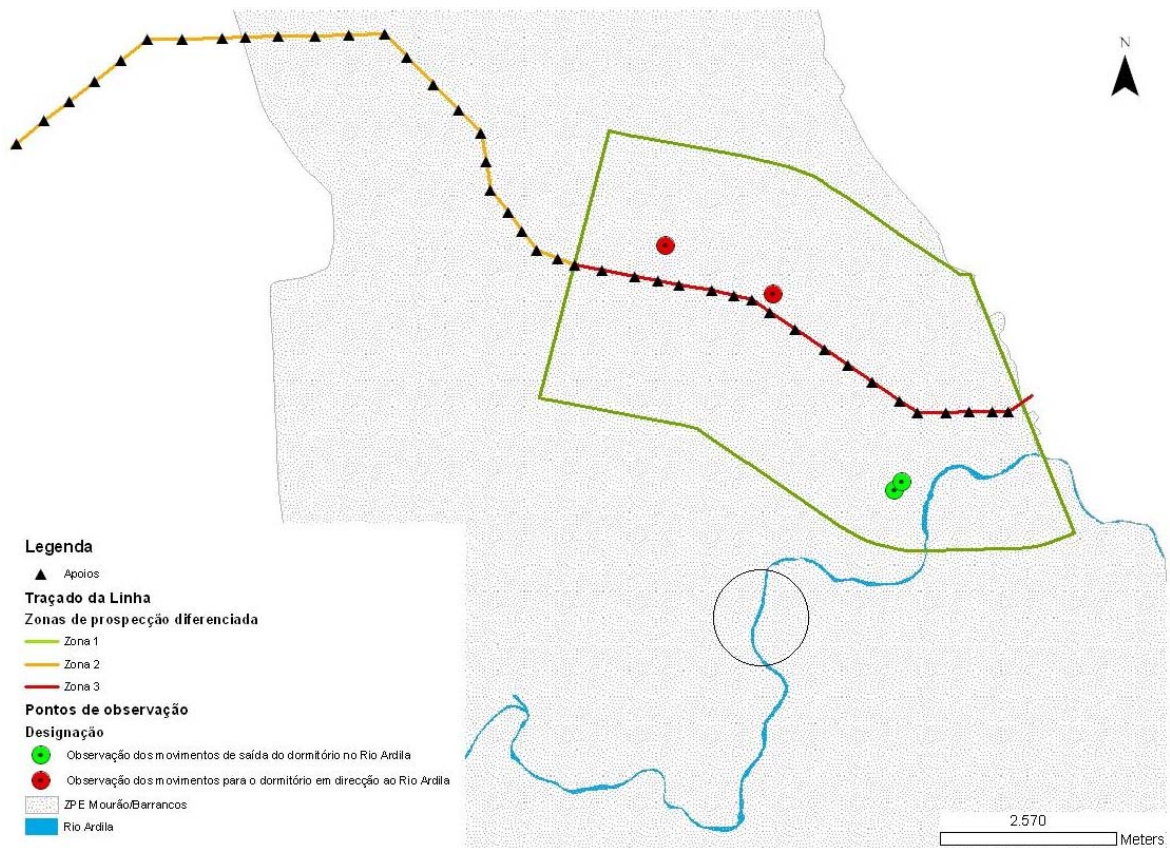 N
Legenda
Apoios
Traçado da Linha
Zonas de prospecção diferenciada
Zona 1
Zona 2
Zona 3
Pontos de observação
Designação
Observação dos movimentos de saída do dormitório no Rio Ardila
Observação dos movimentos para o dormitório em direcção ao Rio Ardila
ZPE Mourão/Barrancos
Rio Ardila
2.570
Meters